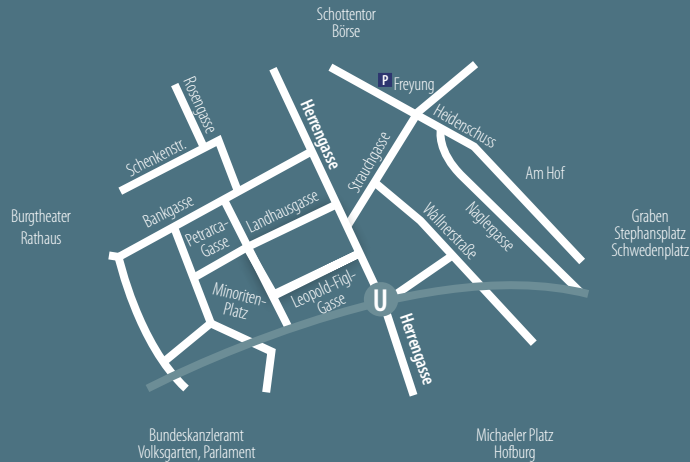 Schottentor
Börse
P Freyung
Rosengasse
Herrengasse
Heidenschuss
Schenkenstr.
Strauchgasse
Am Hof
Burgtheater
Rathaus
Bankgasse
Petrarca-
Gasse
Landhausgasse
Wallnerstraße
Naglergasse
Graben
Stephansplatz
Schwedenplatz
Minoriten-
Platz
Leopold-Figl-
Gasse
U
Herrengasse
Bundeskanzleramt
Volksgarten, Parlament
Michaeler Platz
Hofburg